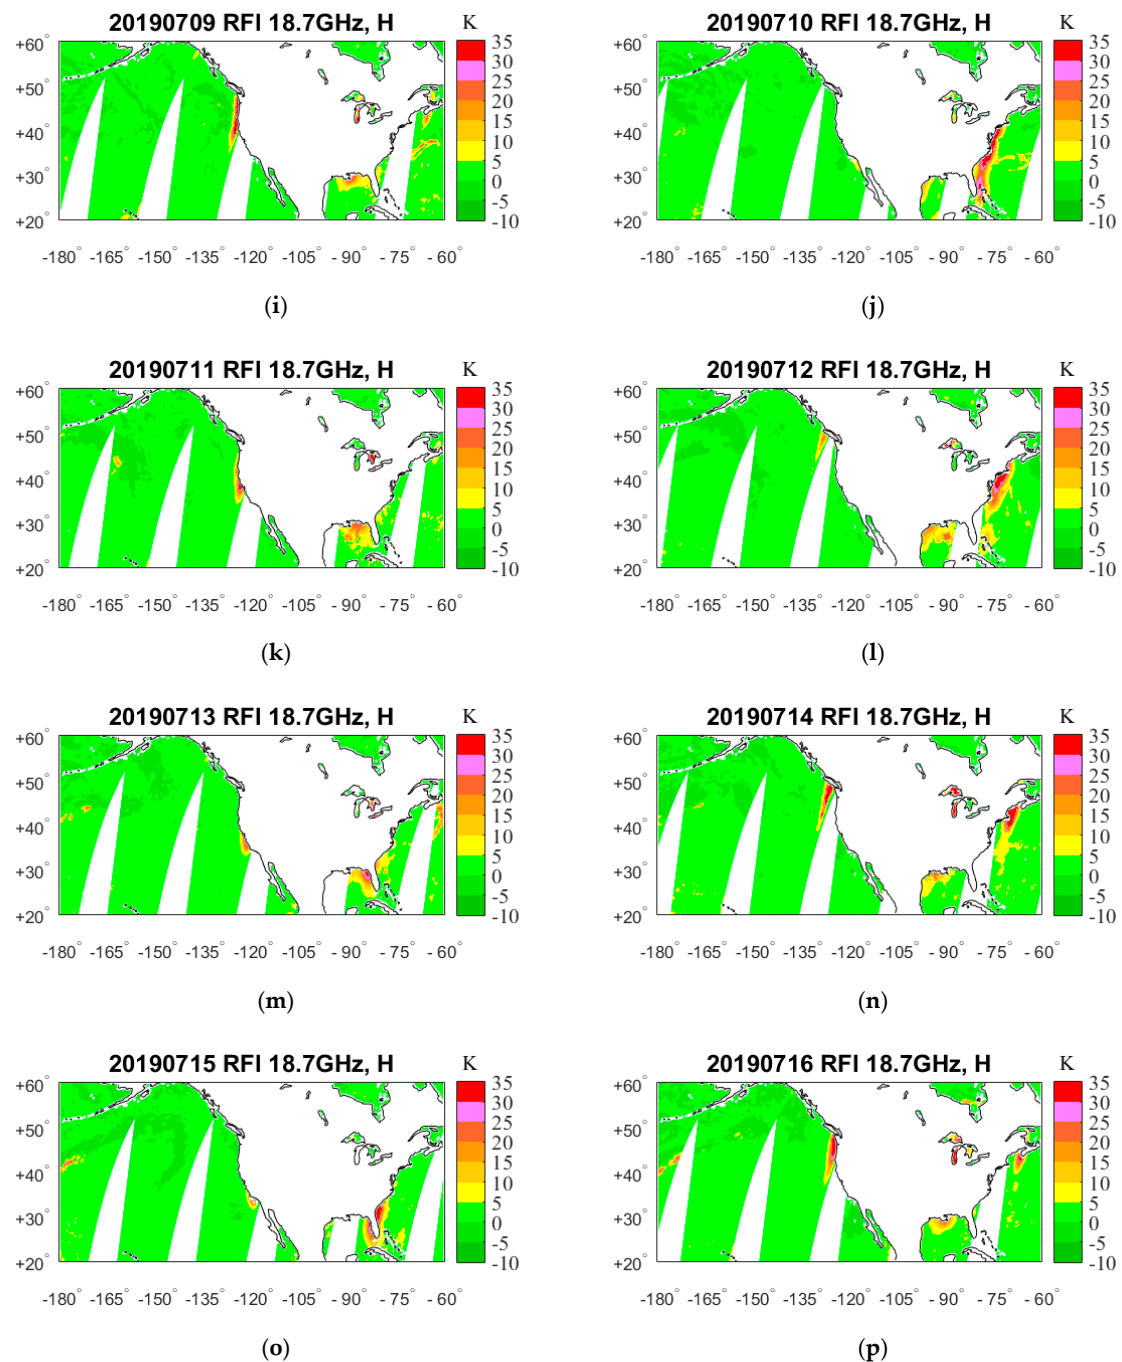 20190709 RFI 18.7GHz, H K
20190710 RFI 18.7GHz, H K
+60° +50° +40° +30° +20°
35 30 25 20 15 10 5 0 -5 -10
+60° +50° +40° +30° +20°
35 30 25 20 15 10 5 0 -5 -10
-180° -165° -150° -135° -120° -105° -90° -75° -60°
-180° -165° -150° -135° -120° -105° -90° -75° -60°
(i)
(j)
20190711 RFI 18.7GHz, H K
20190712 RFI 18.7GHz, H K
+60° +50° +40° +30° +20°
35 30 25 20 15 10 5 0 -5 -10
+60° +50° +40° +30° +20°
35 30 25 20 15 10 5 0 -5 -10
-180° -165° -150° -135° -120° -105° -90° -75° -60°
-180° -165° -150° -135° -120° -105° -90° -75° -60°
(k)
(l)
20190713 RFI 18.7GHz, H K
20190714 RFI 18.7GHz, H K
+60° +50° +40° +30° +20°
35 30 25 20 15 10 5 0 -5 -10
+60° +50° +40° +30° +20°
35 30 25 20 15 10 5 0 -5 -10
-180° -165° -150° -135° -120° -105° -90° -75° -60°
-180° -165° -150° -135° -120° -105° -90° -75° -60°
(m)
(n)
20190715 RFI 18.7GHz, H K
20190716 RFI 18.7GHz, H K
+60° +50° +40° +30° +20°
35 30 25 20 15 10 5 0 -5 -10
+60° +50° +40° +30° +20°
35 30 25 20 15 10 5 0 -5 -10
-180° -165° -150° -135° -120° -105° -90° -75° -60°
-180° -165° -150° -135° -120° -105° -90° -75° -60°
(o)
(p)